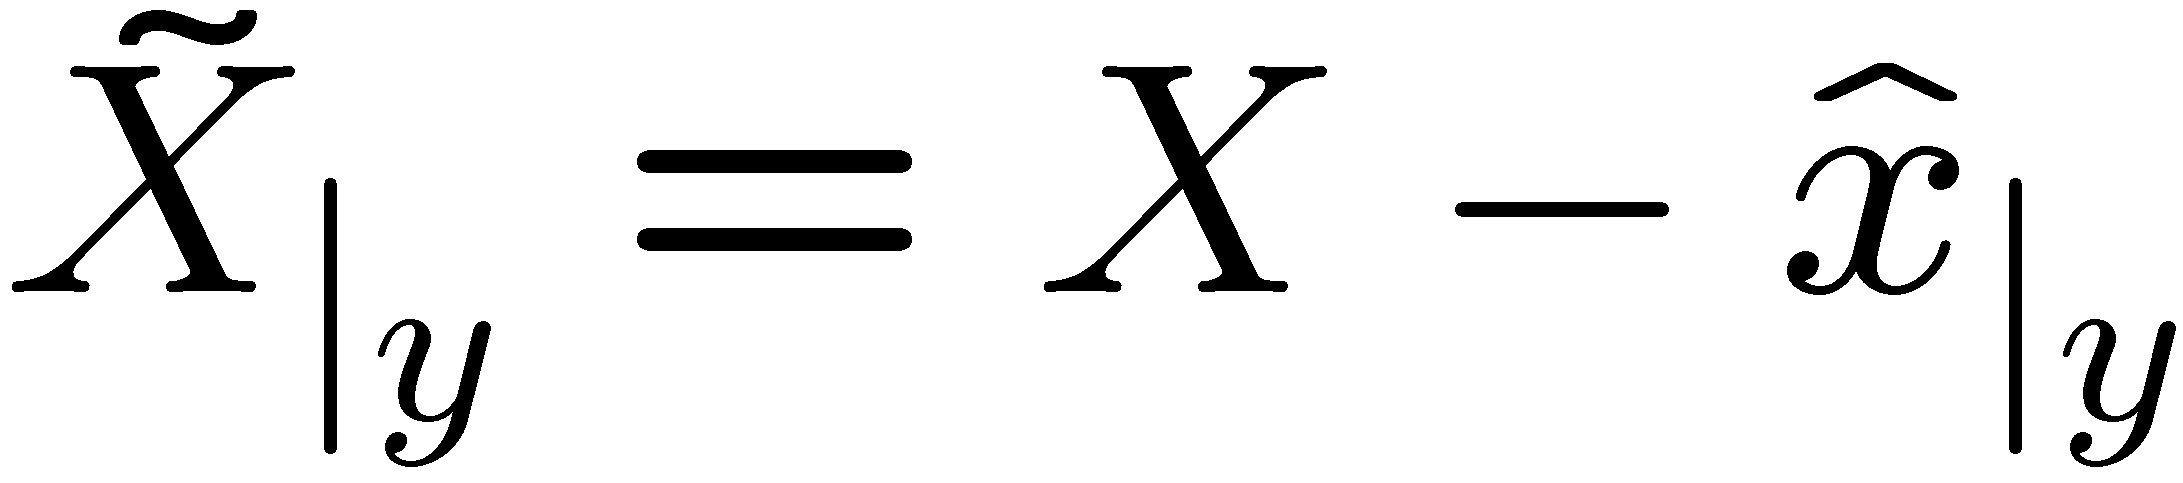 X̃|y = X − x̂|y